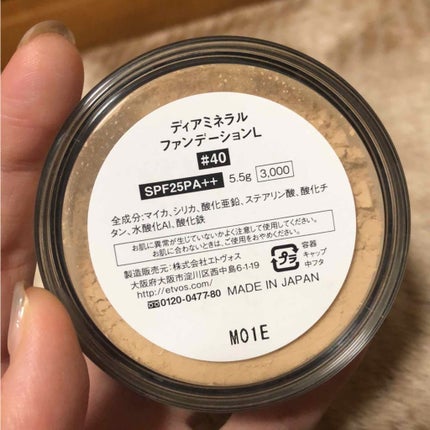 ディアミネラル
ファンデーションL
#40
SPF25PA++ 5.5g 3,000
全成分:マイカ、シリカ、酸化亜鉛、ステアリン酸、酸化チ
タン、水酸化Al、酸化鉄
お肌に異常が生じていないかよく注意して使用してください。
お肌に合わないときは、ご使用をおやめください。
製造販売元:株式会社エトヴォス
大阪府大阪市淀川区西中島6-1-19
http://etvos.com/
0120-0477-80 MADE IN JAPAN
プラ
容器
キャップ
中フタ
M01E